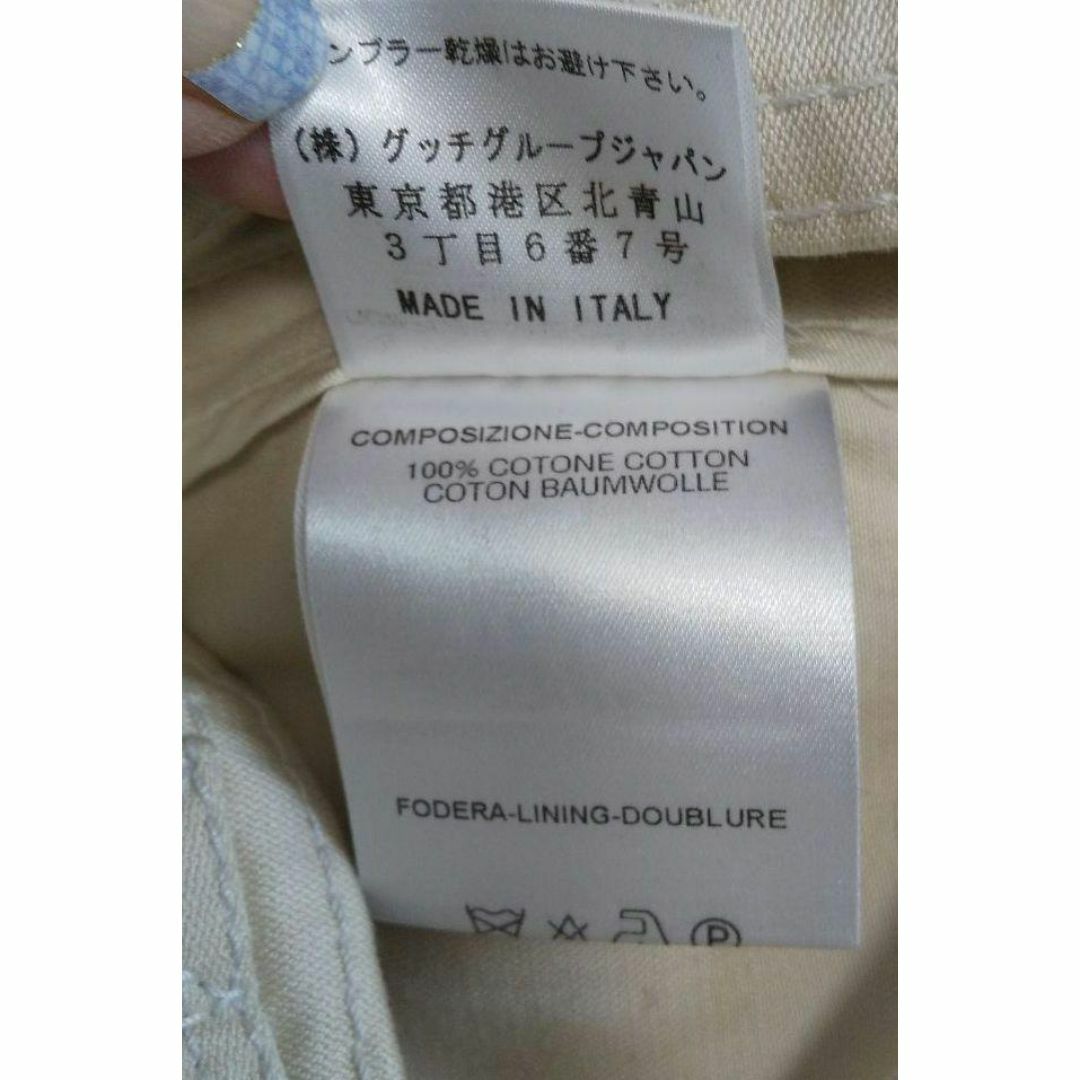 ンブラー乾燥はお避け下さい。
(株) グッチグループジャパン
東京都港区北青山
3丁目6番7号
MADE IN ITALY
COMPOSIZIONE-COMPOSITION
100% COTONE COTTON
COTON BAUMWOLLE
FODERA-LINING-DOUBLURE
P